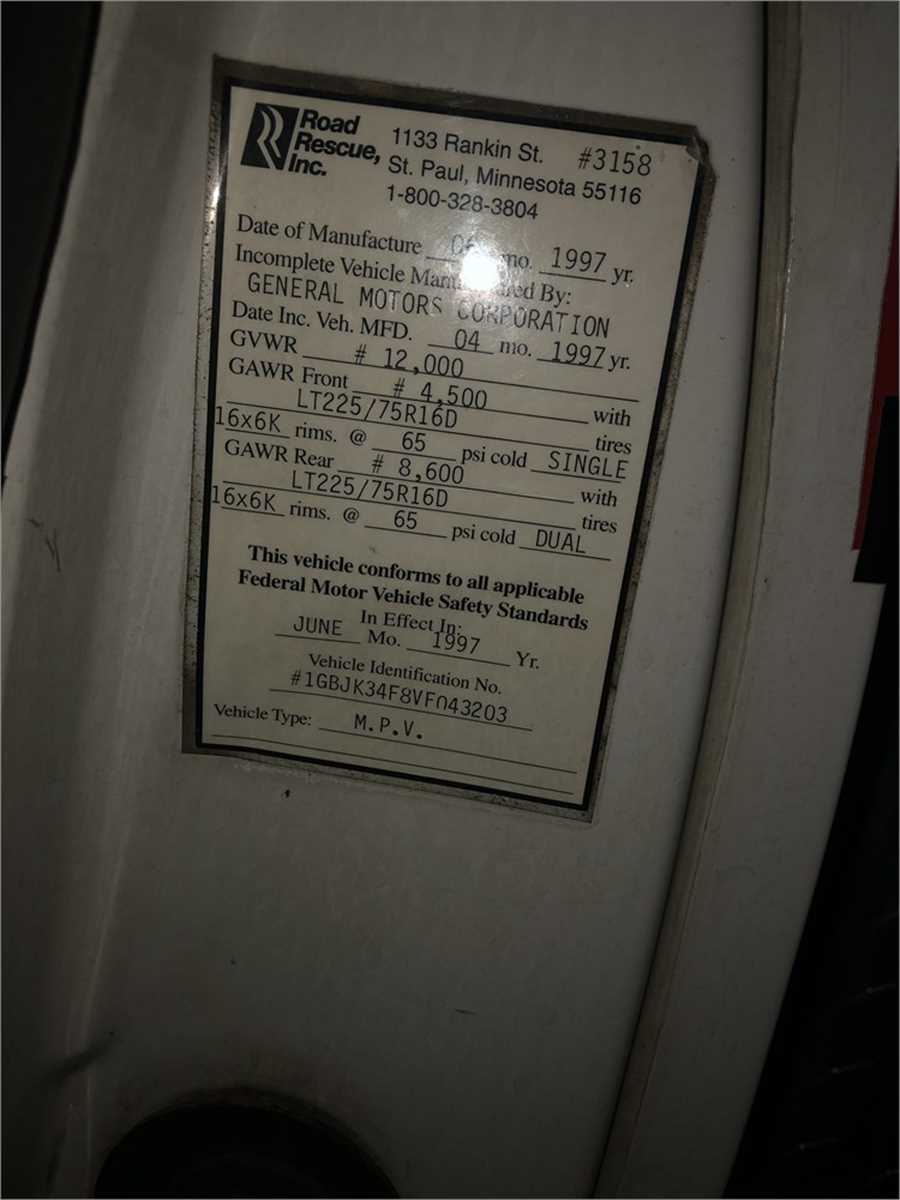 Road Rescue, Inc.
1133 Rankin St. #3158
St. Paul, Minnesota 55116
1-800-328-3804
Date of Manufacture mo. 1997 yr.
Incomplete Vehicle Manufactured By:
GENERAL MOTORS CORPORATION
Date Inc. Veh. MFD. 04 mo. 1997 yr.
GVWR # 12,000
GAWR Front # 4,500 with
LT225/75R16D tires
16x6K rims. @ 65 psi cold SINGLE
GAWR Rear # 8,600 with
LT225/75R16D tires
16x6K rims. @ 65 psi cold DUAL
This vehicle conforms to all applicable
Federal Motor Vehicle Safety Standards
In Effect In:
JUNE Mo. 1997 Yr.
Vehicle Identification No.
#1GBJK34F8VF043203
Vehicle Type: M.P.V.